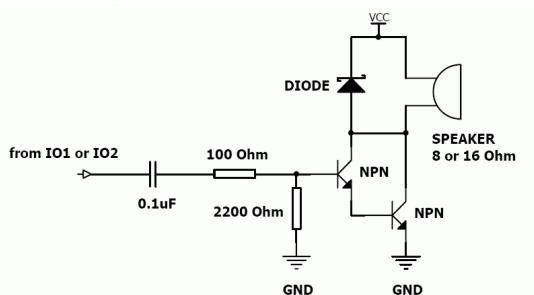 VCC
DIODE
SPEAKER
8 or 16 Ohm
from IO1 or IO2
100 Ohm
NPN
0.1uF
2200 Ohm
NPN
GND
GND